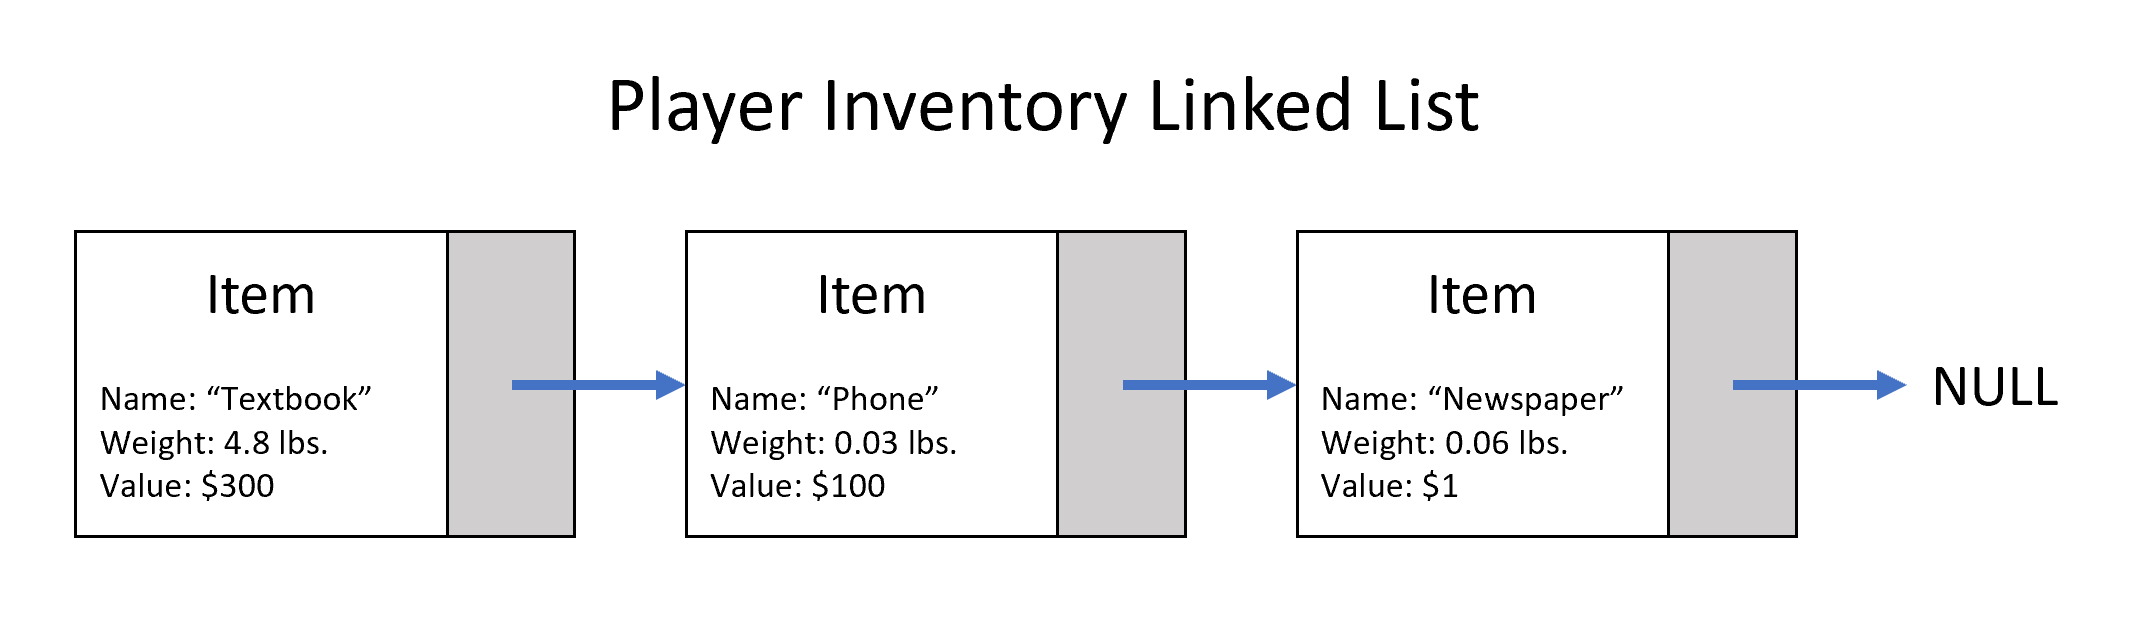 Player Inventory Linked List
Item
Name: “Textbook”
Weight: 4.8 lbs.
Value: $300
Item
Name: “Phone”
Weight: 0.03 lbs.
Value: $100
Item
Name: “Newspaper”
Weight: 0.06 lbs.
Value: $1
NULL